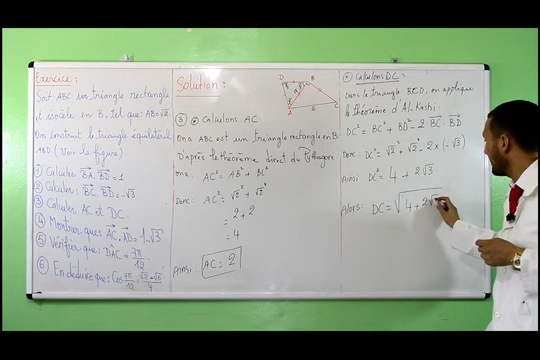 Exercice:
Soit ABC un triangle rectangle
et isocèle en B, tel que: AB=√2
On construit le triangle équilatéral
ABD. (Voir la figure)
① Calculer: BA⃗. BD⃗ = 1
② Calculer: BC⃗. BD⃗ = -√3
③ Calculer AC et DC.
④ Montrer que: AC⃗. AD⃗ = 1-√3
⑤ Vérifier que: DAC = 7π/12
⑥ En déduire que: Cos 7π/12 = (√2-√6)/4
Solution:
3) Calculons AC
On a ABC est un triangle rectangle en B
D'après le théorème direct du Pythagore
on a: AC² = AB² + BC²
Donc: AC² = √2² + √2²
= 2 + 2
= 4
Ainsi: AC = 2
D
B
A
C
Calculons DC:
Dans le triangle BCD, on applique
le théorème d'Al-Kashi:
DC² = BC² + BD² - 2 BC⃗. BD⃗
Donc: DC² = √2² + √2² - 2 × (-√3)
Ainsi: DC² = 4 + 2√3
Alors: DC = √4 + 2√3